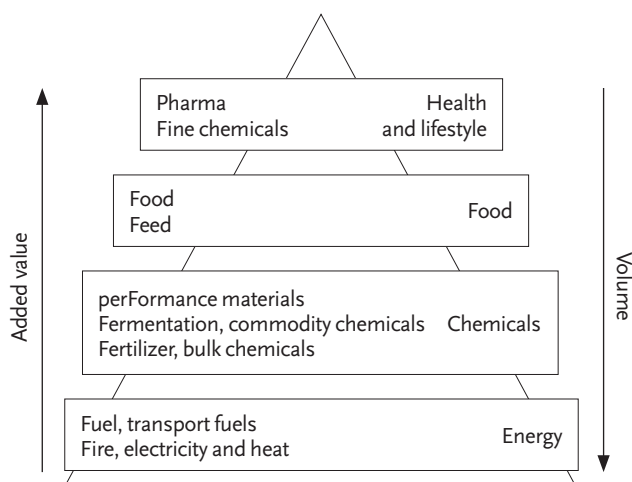 Added value
Volume
Pharma
Fine chemicals
Health
and lifestyle
Food
Feed
Food
perFormance materials
Fermentation, commodity chemicals
Fertilizer, bulk chemicals
Chemicals
Fuel, transport fuels
Fire, electricity and heat
Energy